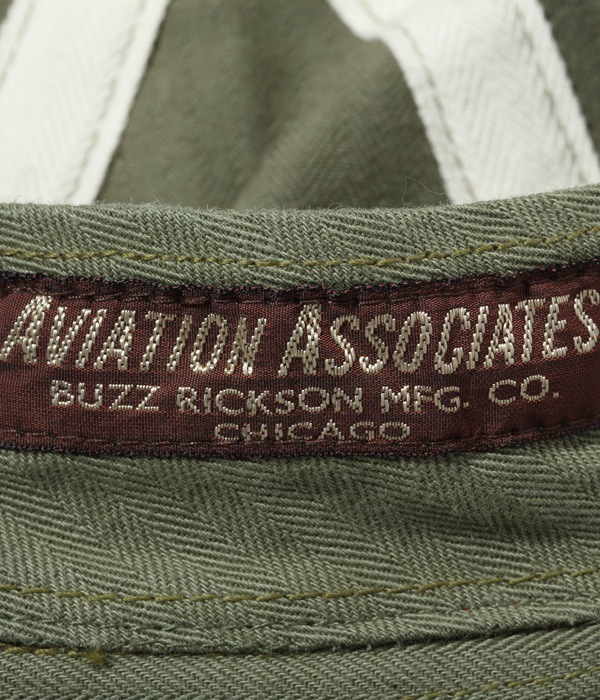 AVIATION ASSOCIATES
BUZZ RICKSON MFG. CO.
CHICAGO